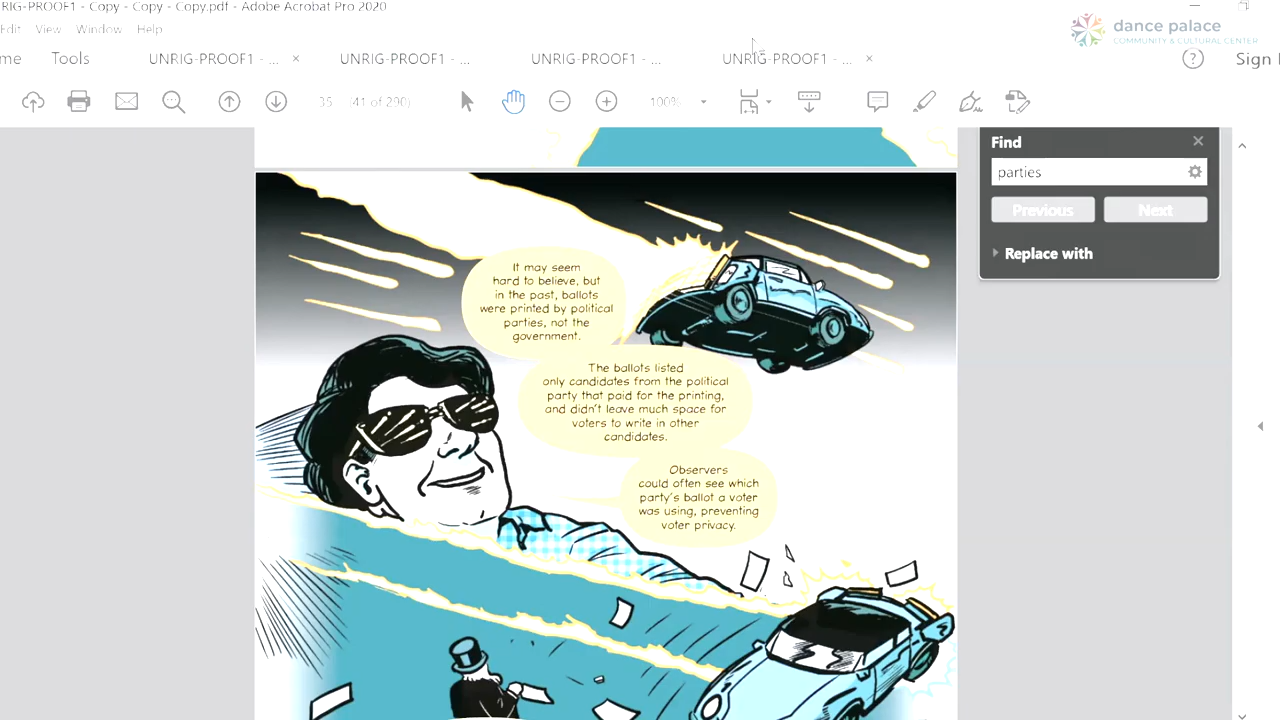 RIG-PROOF1 - Copy - Copy - Copy.pdf - Adobe Acrobat Pro 2020
Edit View Window Help
dance palace
COMMUNITY & CULTURAL CENTER
me Tools UNRIG-PROOF1 - ... × UNRIG-PROOF1 - ... UNRIG-PROOF1 - ... UNRIG-PROOF1 - ... × Sign I
35 (41 of 290) 100%
Find
parties
Previous Next
Replace with
It may seem
hard to believe, but
in the past, ballots
were printed by political
parties, not the
government.
The ballots listed
only candidates from the political
party that paid for the printing,
and didn't leave much space for
voters to write in other
candidates.
Observers
could often see which
party's ballot a voter
was using, preventing
voter privacy.